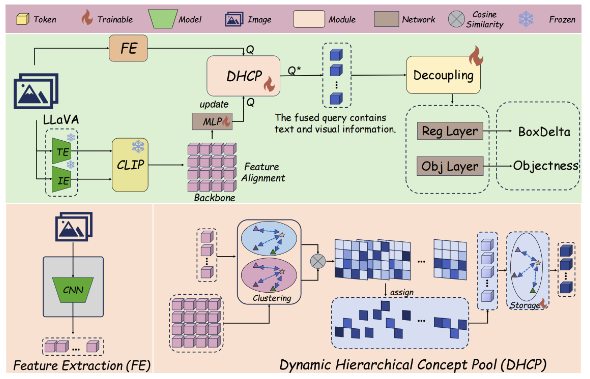 Token
Trainable
Model
Image
Module
Network
Cosine
Similarity
Frozen
FE
Q
DHCP
Q*
Decoupling
LLaVA
update
Q
MLP
The fused query contains
text and visual information.
TE
IE
CLIP
Feature
Alignment
Backbone
Reg Layer
BoxDelta
Obj Layer
Objectness
CNN
Feature Extraction (FE)
Clustering
assign
Storage
Dynamic Hierarchical Concept Pool (DHCP)